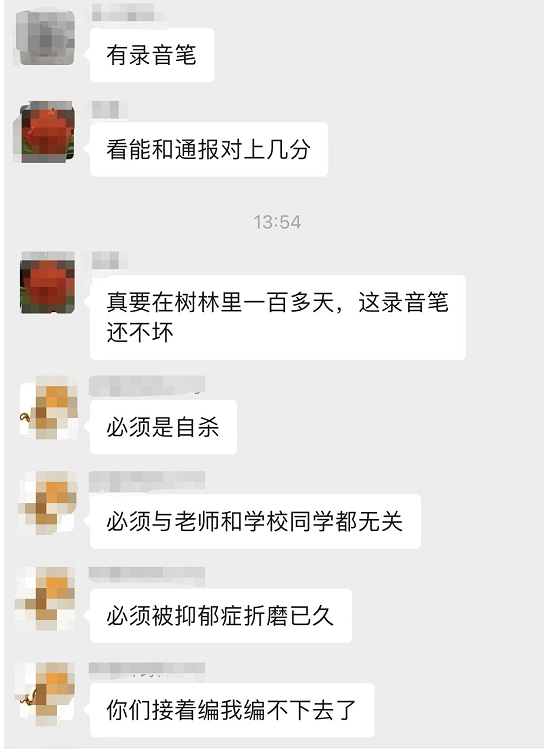 有录音笔
看能和通报对上几分
13:54
真要在树林里一百多天，这录音笔
还不坏
必须是自杀
必须与老师和学校同学都无关
必须被抑郁症折磨已久
你们接着编我编不下去了